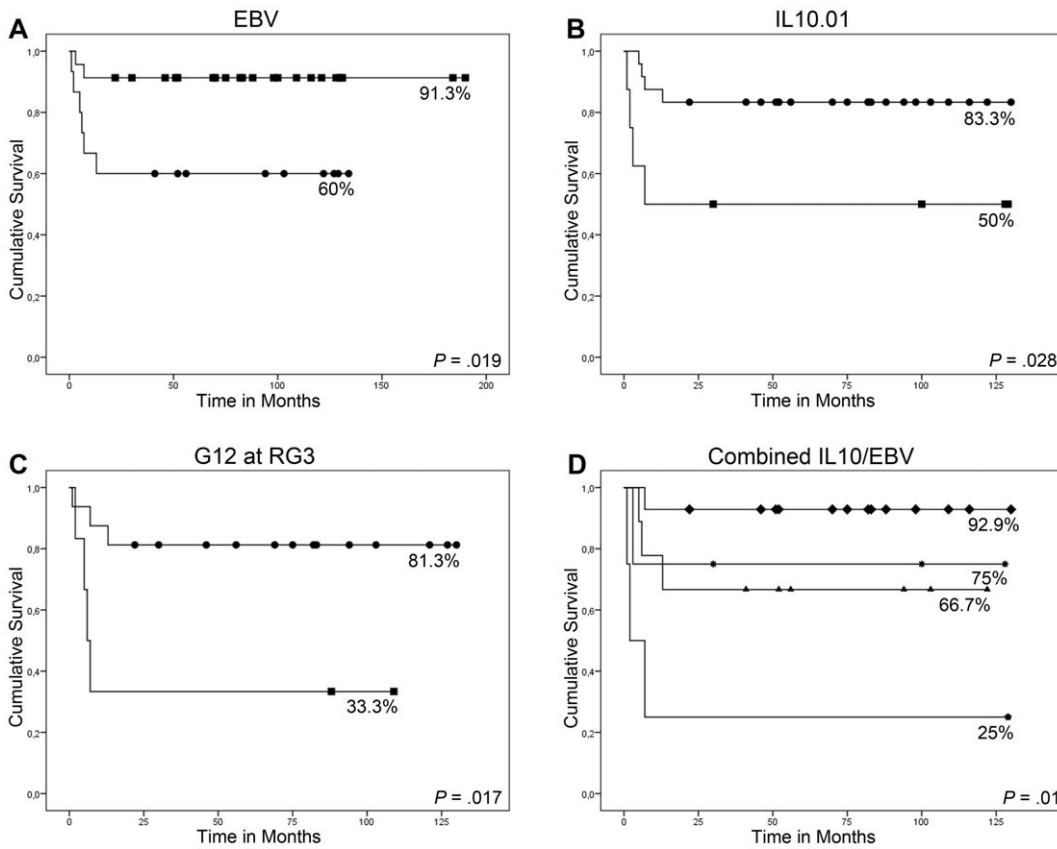 A
EBV
Cumulative Survival
1,0
0,8
0,6
0,4
0,2
0,0
91.3%
60%
P = .019
0 50 100 150 200
Time in Months
B
IL10.01
Cumulative Survival
1,0
0,8
0,6
0,4
0,2
0,0
83.3%
50%
P = .028
0 25 50 75 100 125
Time in Months
C
G12 at RG3
Cumulative Survival
1,0
0,8
0,6
0,4
0,2
0,0
81.3%
33.3%
P = .017
0 25 50 75 100 125
Time in Months
D
Combined IL10/EBV
Cumulative Survival
1,0
0,8
0,6
0,4
0,2
0,0
92.9%
75%
66.7%
25%
P = .01
0 25 50 75 100 125
Time in Months